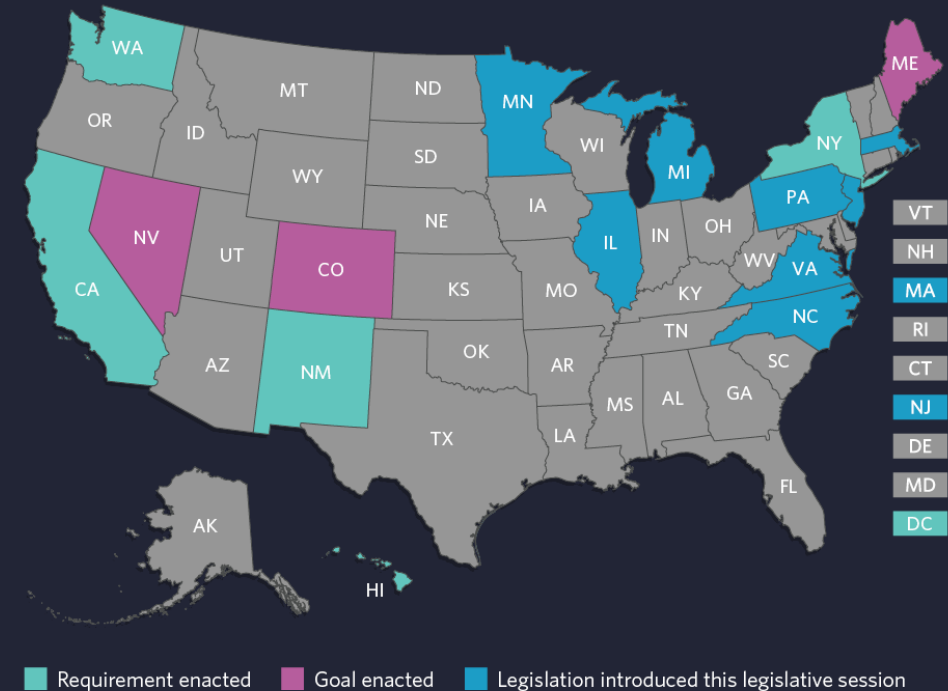 WA
ME
MT
ND
MN
OR
ID
NY
WI
SD
MI
WY
PA
IA
NE
VT
NV
OH
IN
IL
UT
NH
CO
WV
VA
CA
KS
MO
KY
MA
NC
TN
RI
OK
SC
AZ
AR
NM
CT
GA
AL
MS
NJ
TX
LA
DE
FL
MD
AK
DC
HI
Requirement enacted
Goal enacted
Legislation introduced this legislative session